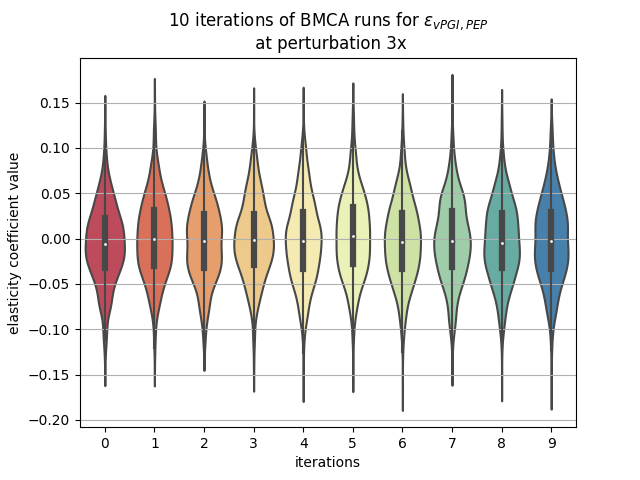 10 iterations of BMCA runs for ε_{vPGI, PEP}
at perturbation 3x
elasticity coefficient value
0.15
0.10
0.05
0.00
−0.05
−0.10
−0.15
−0.20
0 1 2 3 4 5 6 7 8 9
iterations